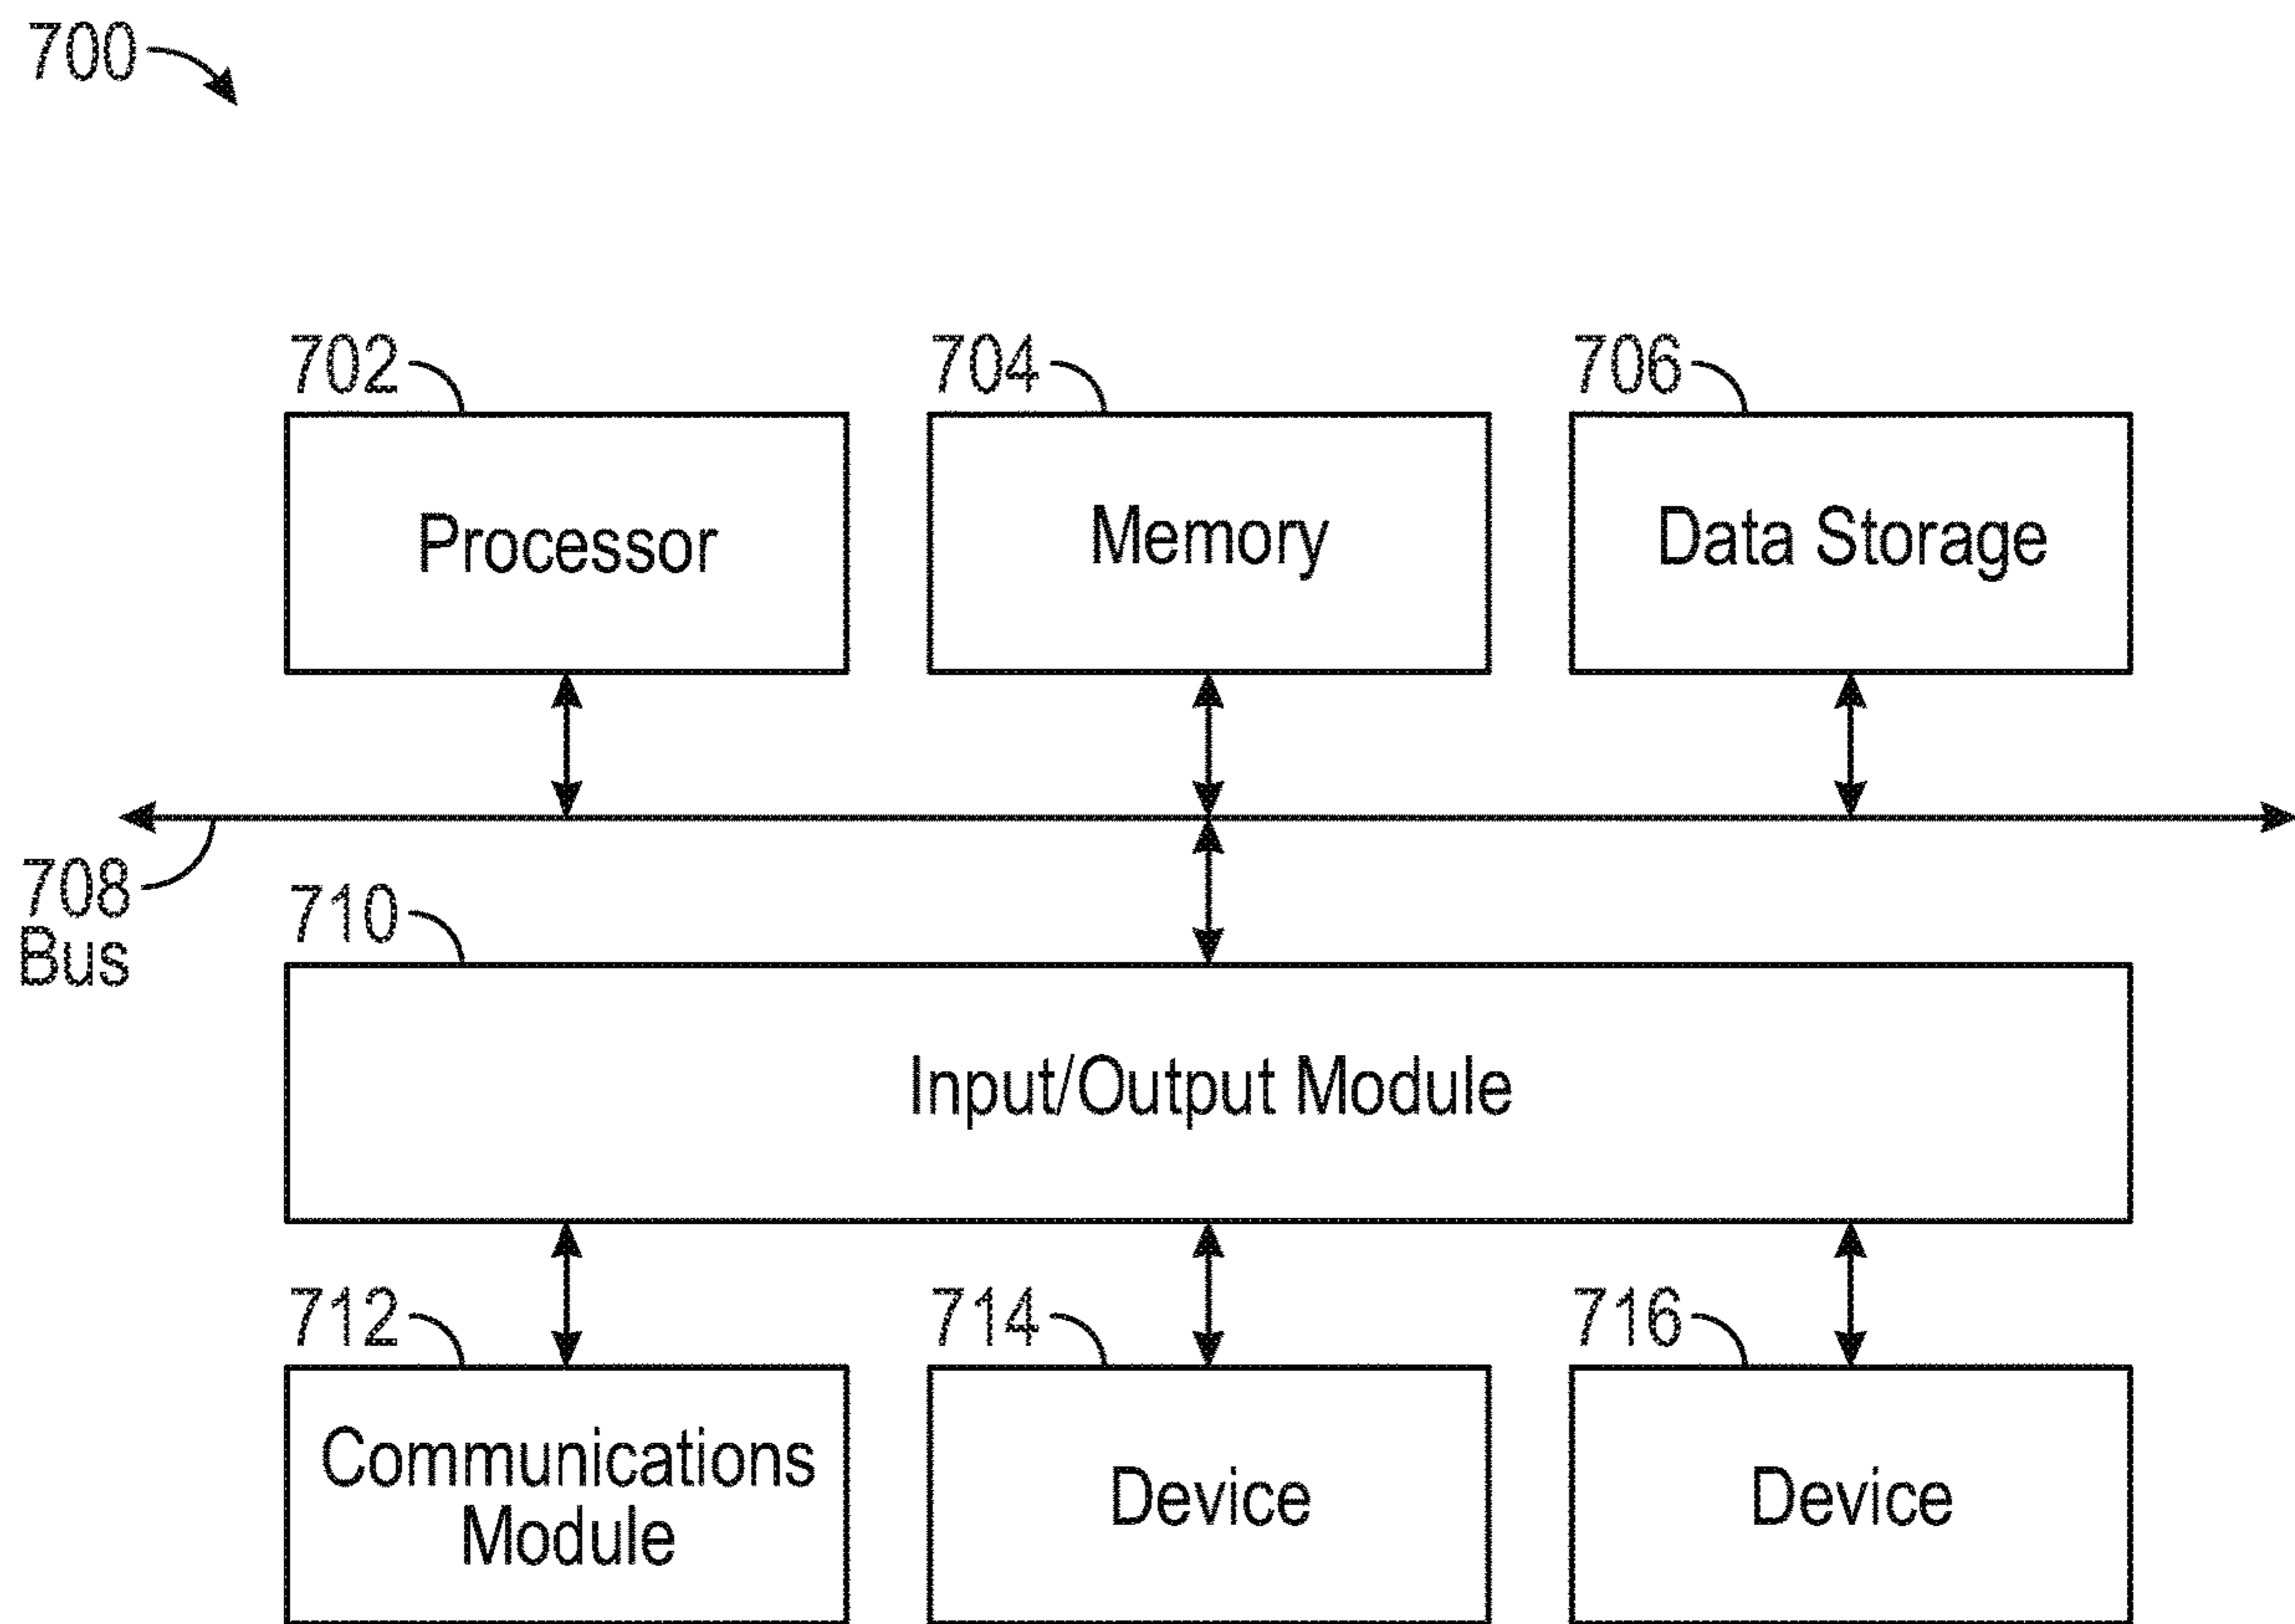 700
702
704
706
Processor
Memory
Data Storage
708
Bus
710
Input/Output Module
712
714
716
Communications
Module
Device
Device